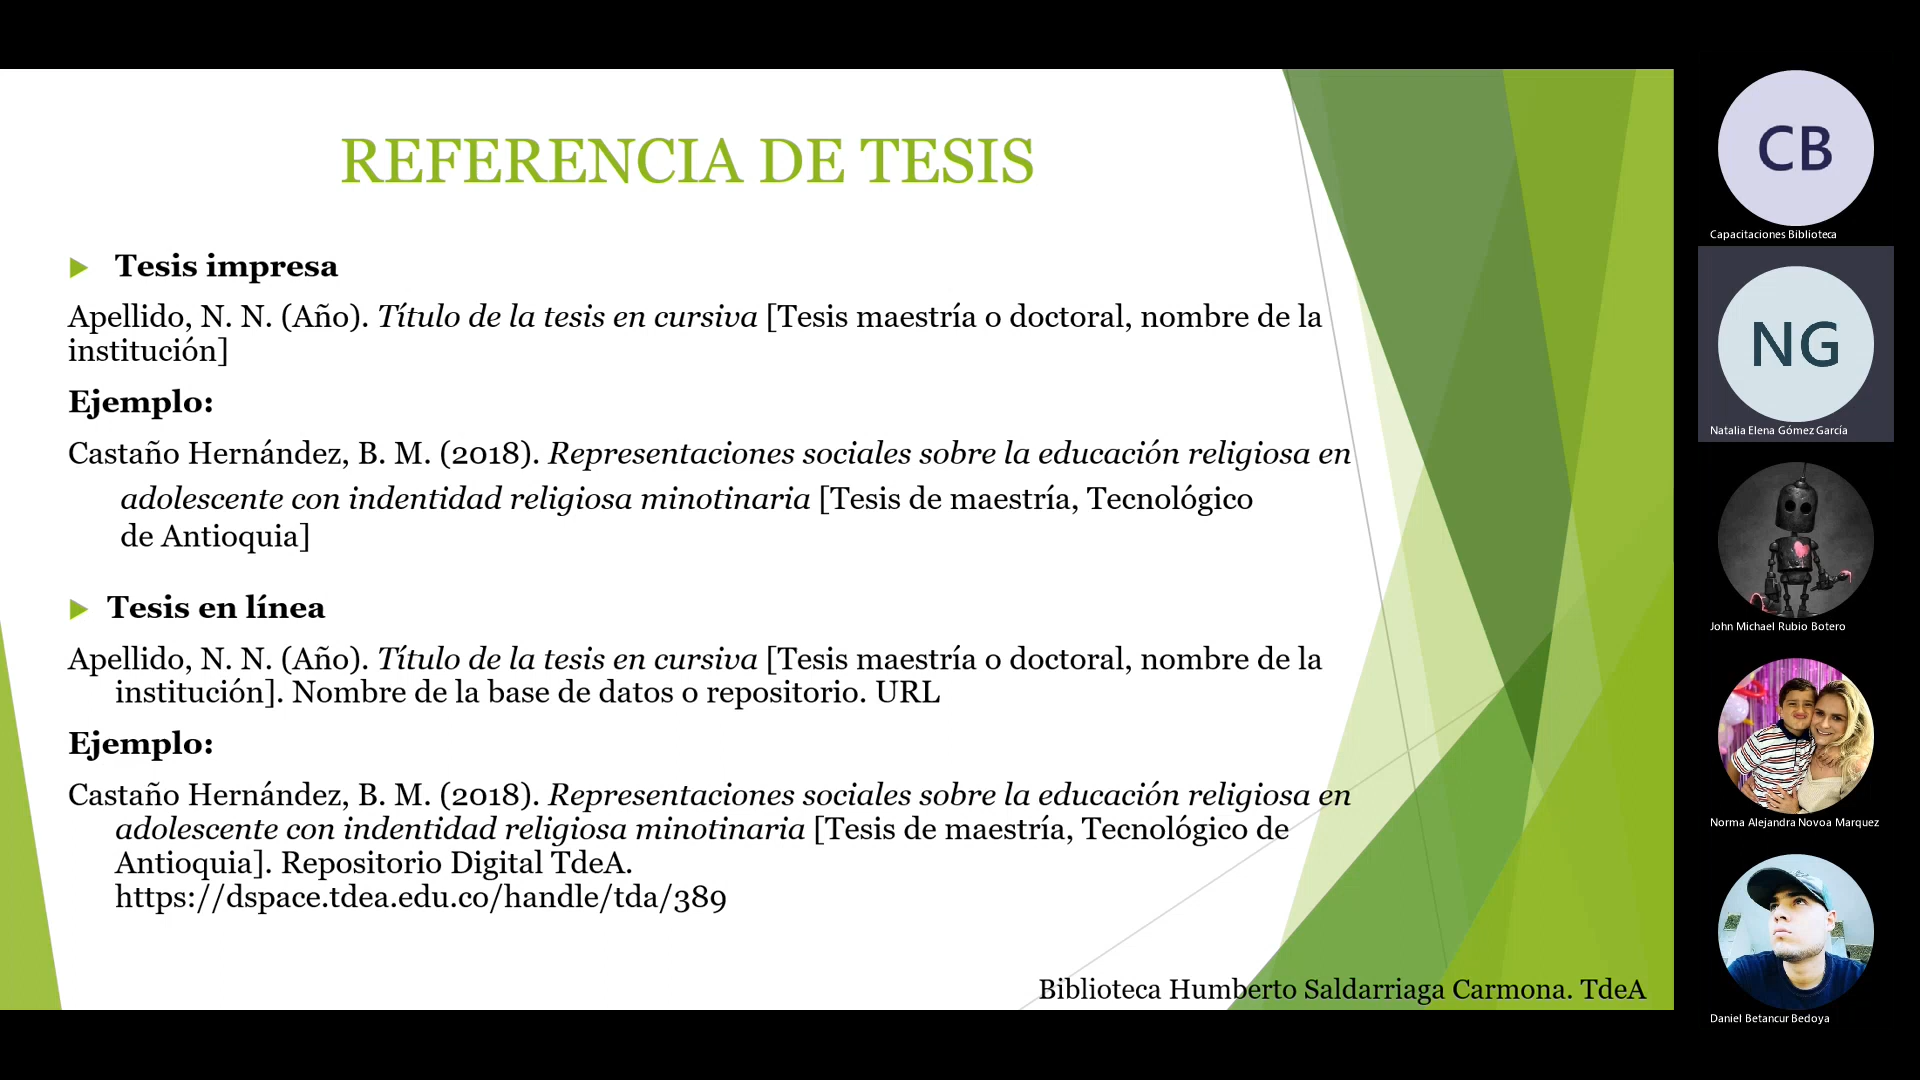 REFERENCIA DE TESIS
Tesis impresa
Apellido, N. N. (Año). Título de la tesis en cursiva [Tesis maestría o doctoral, nombre de la
institución]
Ejemplo:
Castaño Hernández, B. M. (2018). Representaciones sociales sobre la educación religiosa en
adolescente con indentidad religiosa minotinaria [Tesis de maestría, Tecnológico
de Antioquia]
Tesis en línea
Apellido, N. N. (Año). Título de la tesis en cursiva [Tesis maestría o doctoral, nombre de la
institución]. Nombre de la base de datos o repositorio. URL
Ejemplo:
Castaño Hernández, B. M. (2018). Representaciones sociales sobre la educación religiosa en
adolescente con indentidad religiosa minotinaria [Tesis de maestría, Tecnológico de
Antioquia]. Repositorio Digital TdeA.
https://dspace.tdea.edu.co/handle/tda/389
Biblioteca Humberto Saldarriaga Carmona. TdeA
CB
Capacitaciones Biblioteca
NG
Natalia Elena Gómez García
John Michael Rubio Botero
Norma Alejandra Novoa Marquez
Daniel Betancur Bedoya